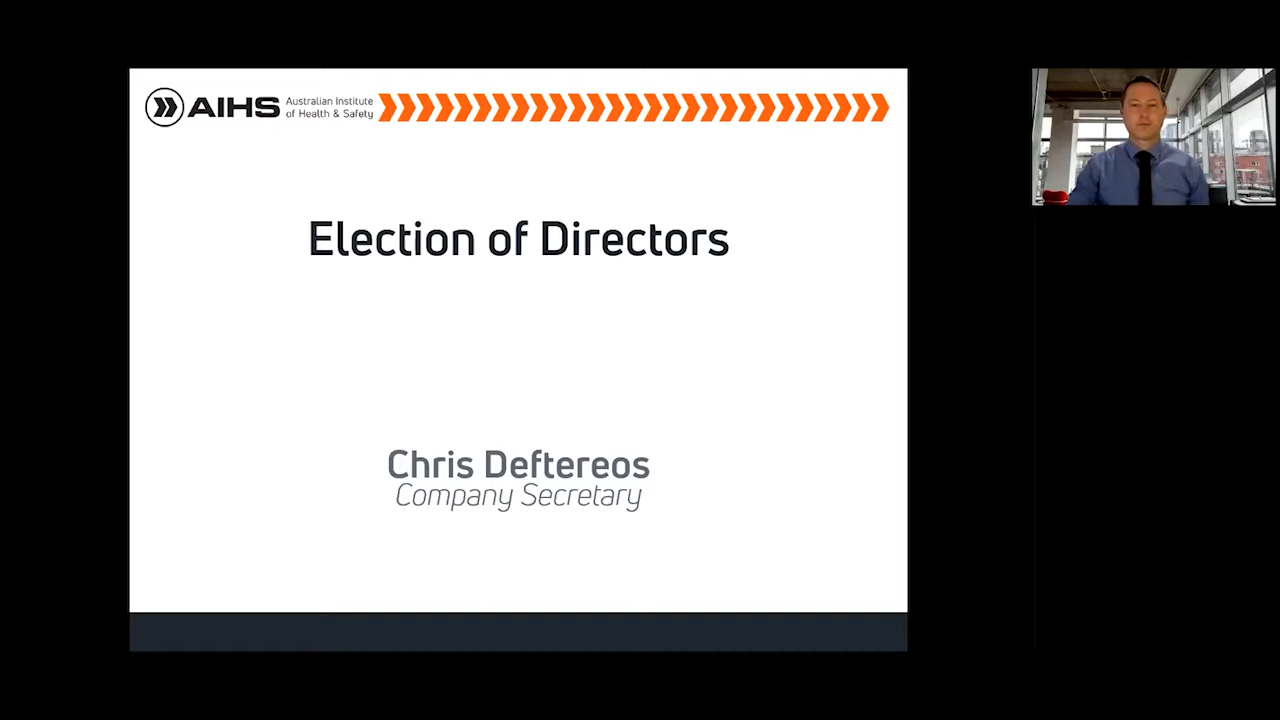 AIHS
Australian Institute
of Health & Safety
Election of Directors
Chris Deftereos
Company Secretary